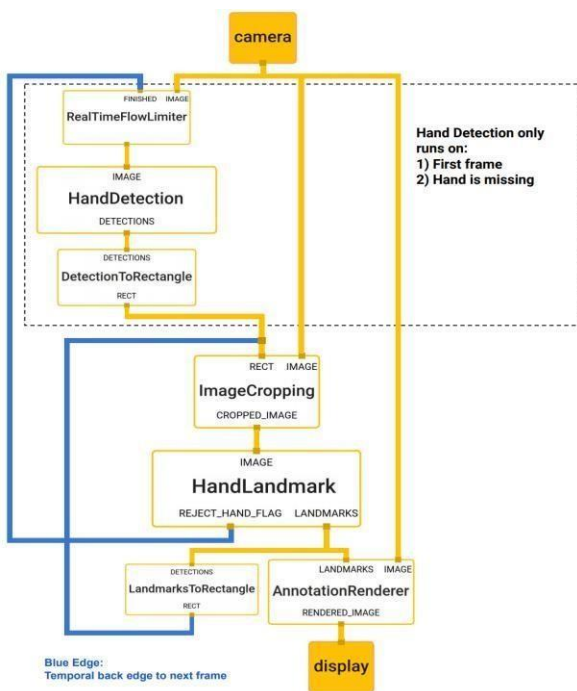 camera
FINISHED IMAGE
RealTimeFlowLimiter
Hand Detection only
runs on:
1) First frame
2) Hand is missing
IMAGE
HandDetection
DETECTIONS
DETECTIONS
DetectionToRectangle
RECT
RECT IMAGE
ImageCropping
CROPPED_IMAGE
IMAGE
HandLandmark
REJECT_HAND_FLAG LANDMARKS
DETECTIONS
LandmarksToRectangle
RECT
LANDMARKS IMAGE
AnnotationRenderer
RENDERED_IMAGE
display
Blue Edge:
Temporal back edge to next frame